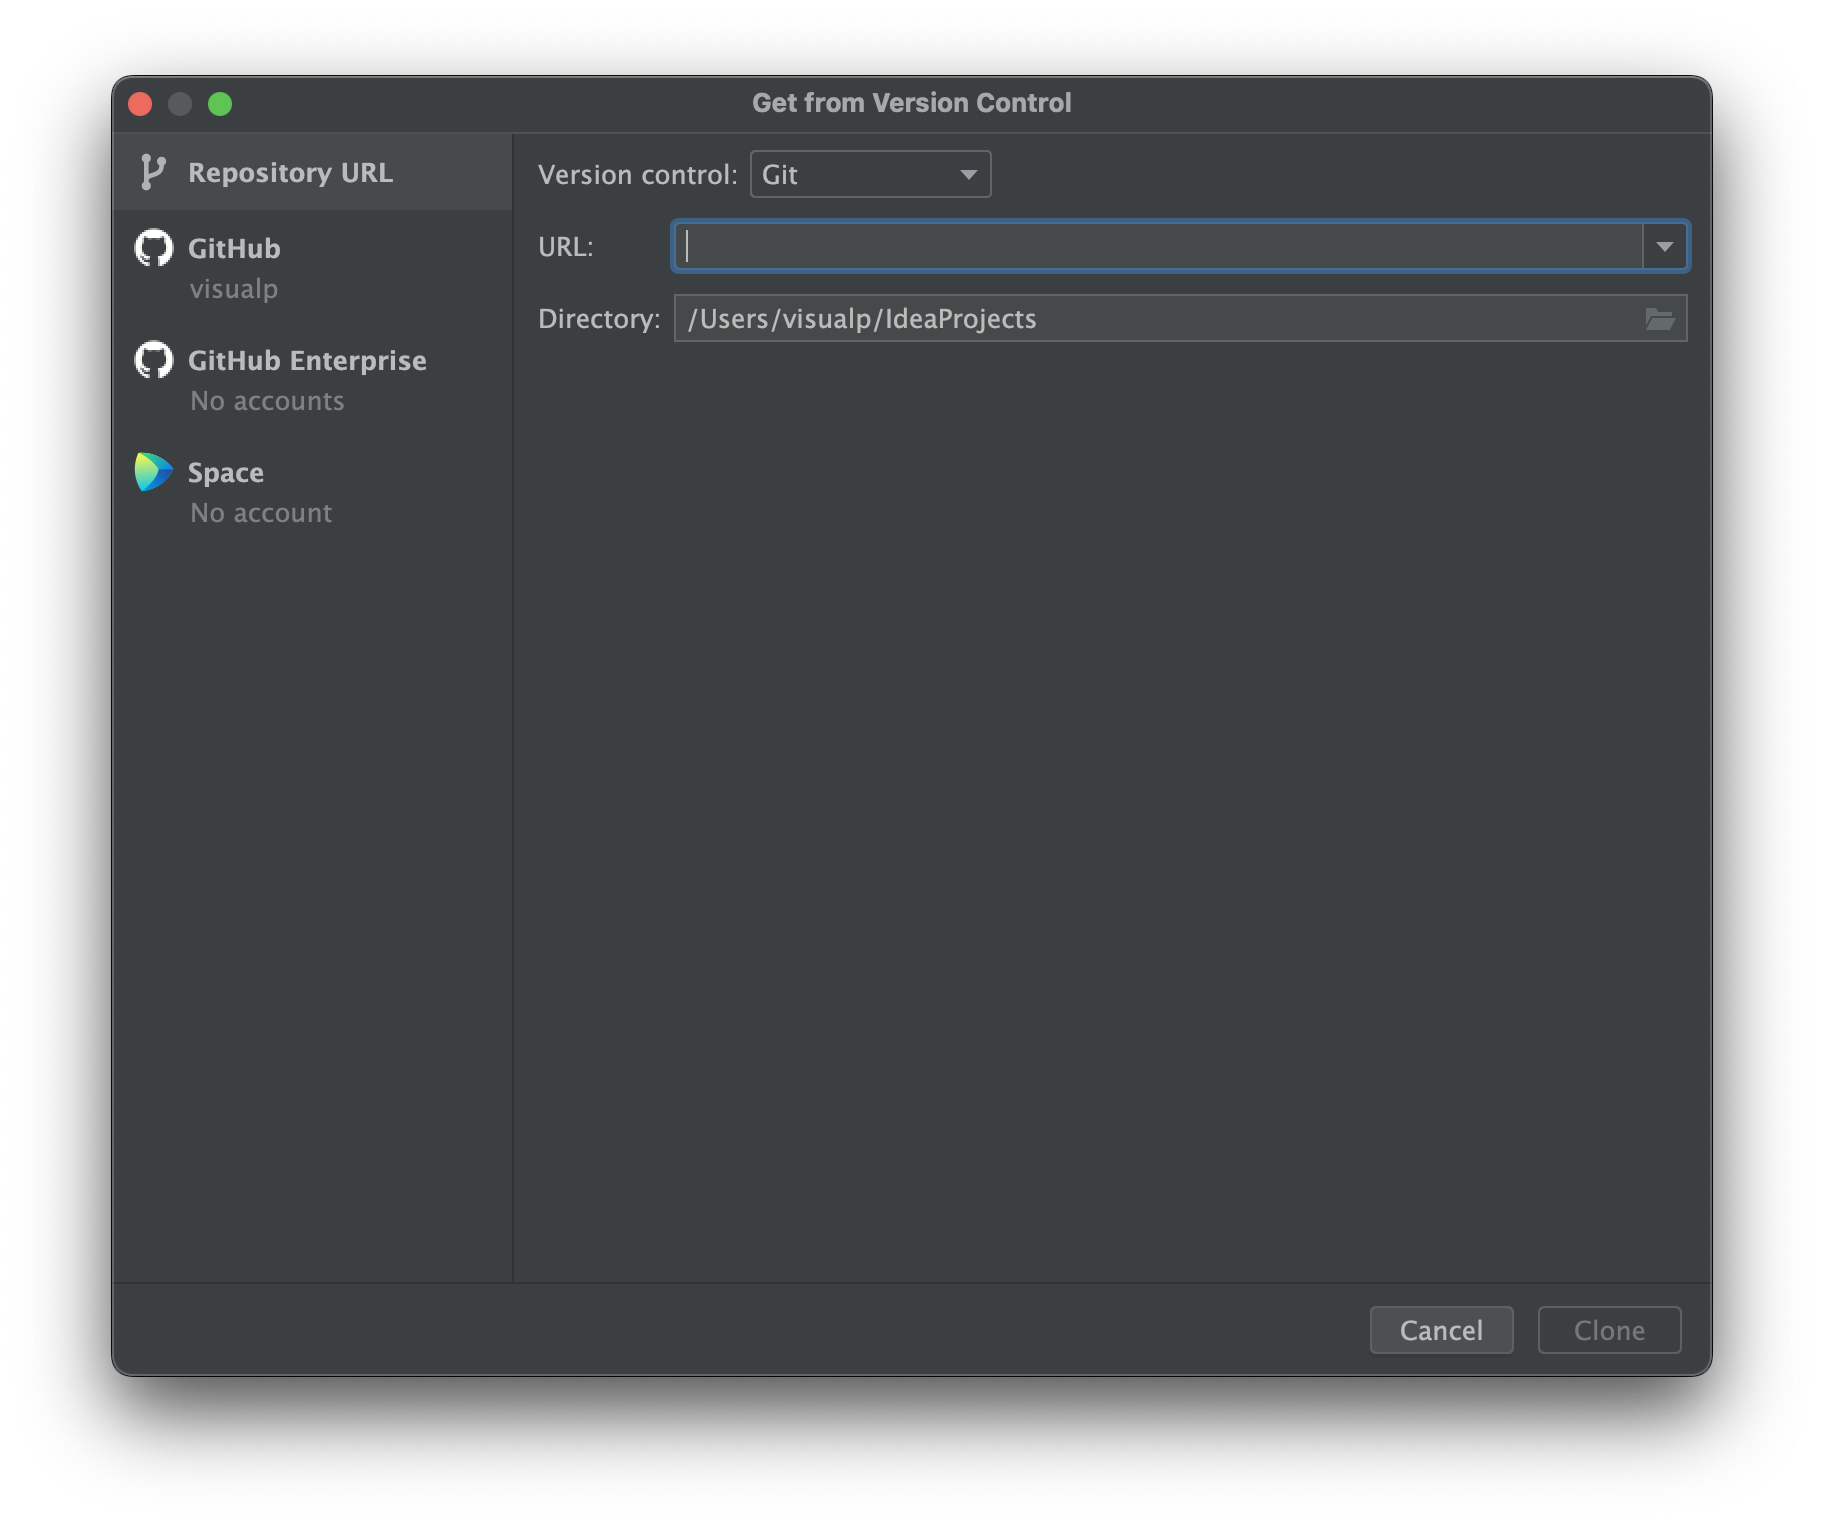 Get from Version Control
Repository URL
GitHub
visualp
GitHub Enterprise
No accounts
Space
No account
Version control: Git
URL:
Directory: /Users/visualp/IdeaProjects
Cancel Clone